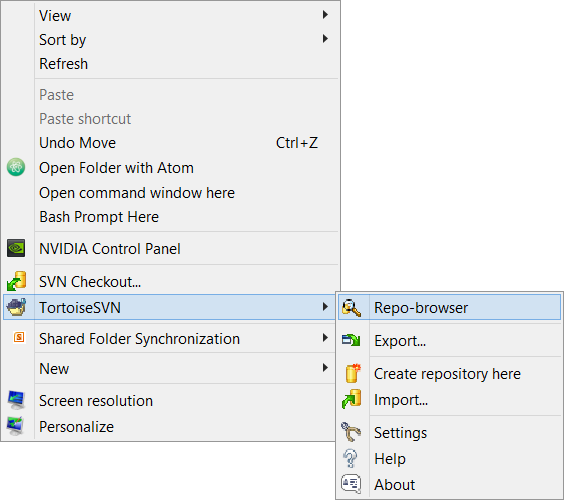 View
Sort by
Refresh
Paste
Paste shortcut
Undo Move Ctrl+Z
Open Folder with Atom
Open command window here
Bash Prompt Here
NVIDIA Control Panel
SVN Checkout...
TortoiseSVN
Shared Folder Synchronization
New
Screen resolution
Personalize
Repo-browser
Export...
Create repository here
Import...
Settings
Help
About